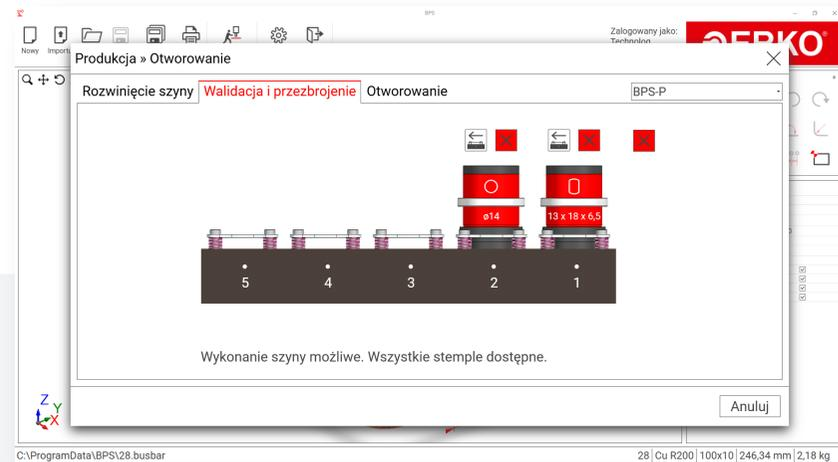 BPS
Nowy
Import
Zalogowany jako:
Technolog
ERKO®
Produkcja » Otworowanie
Rozwinięcie szyny
Walidacja i przezbrojenie
Otworowanie
BPS-P
ø14
13 x 18 x 6,5
5
4
3
2
1
Wykonanie szyny możliwe. Wszystkie stemple dostępne.
Z
Y
X
Anuluj
C:\ProgramData\BPS\28.busbar
28 Cu R200 100x10 246,34 mm 2,18 kg